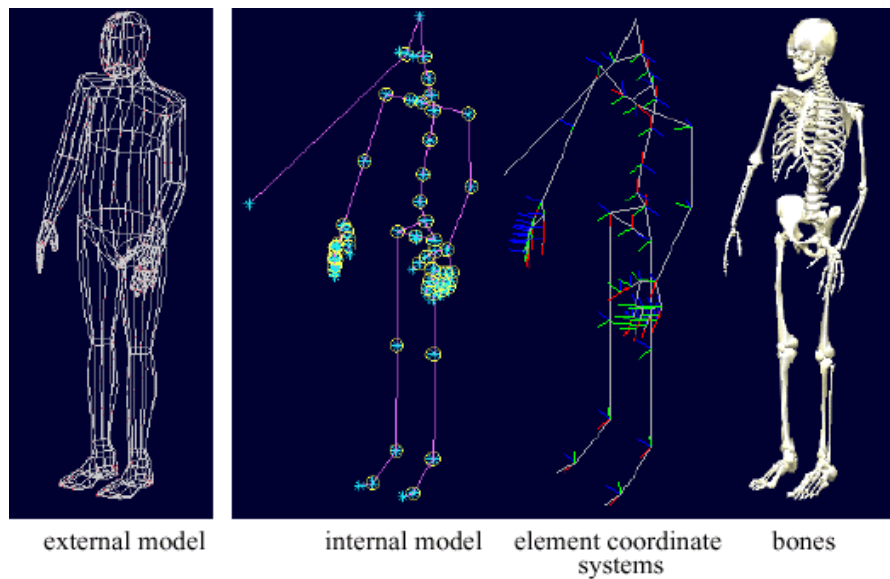 external model
internal model
element coordinate
systems
bones